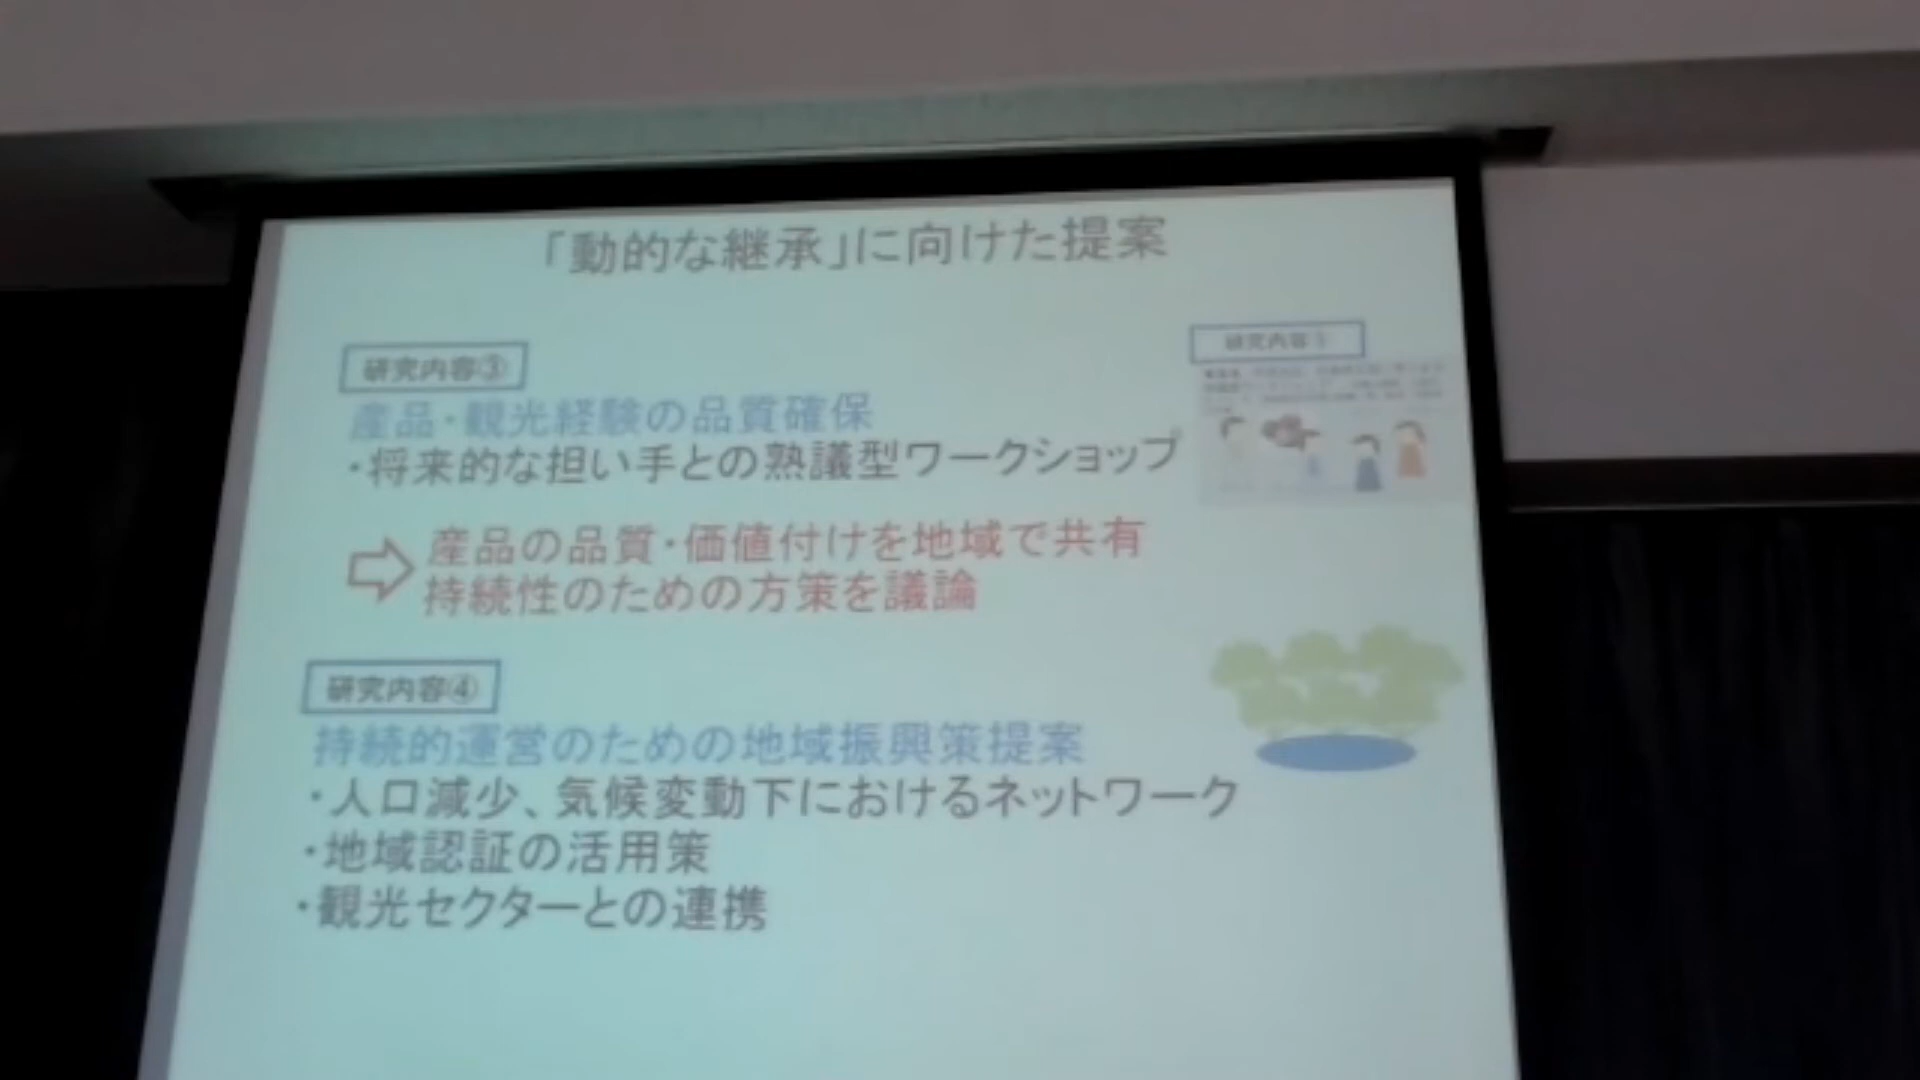 「動的な継承」に向けた提案
研究内容③
産品・観光経験の品質確保
・将来的な担い手との熟議型ワークショップ
産品の品質・価値付けを地域で共有
持続性のための方策を議論
研究内容
研究内容④
持続的運営のための地域振興策提案
・人口減少、気候変動下におけるネットワーク
・地域認証の活用策
・観光セクターとの連携